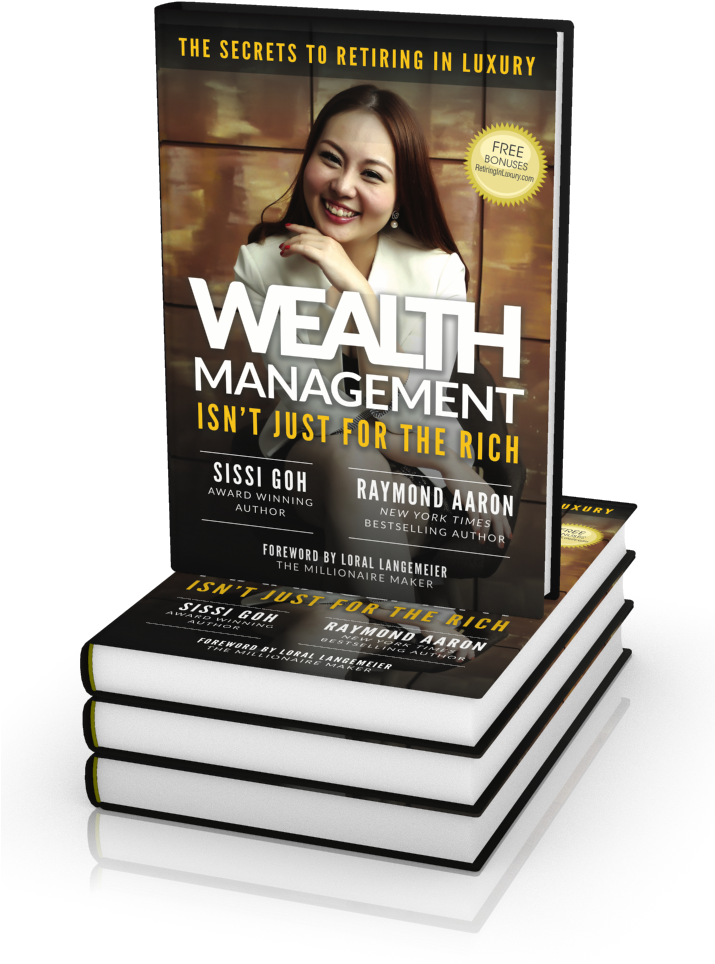 THE SECRETS TO RETIRING IN LUXURY
FREE
BONUSES
RetiringInLuxury.com
WEALTH
MANAGEMENT
ISN'T JUST FOR THE RICH
SISSI GOH
AWARD WINNING
AUTHOR
RAYMOND AARON
NEW YORK TIMES
BESTSELLING AUTHOR
FOREWORD BY LORAL LANGEMEIER
THE MILLIONAIRE MAKER
LUXURY
FREE
ISN'T JUST FOR THE RICH
SISSI GOH
AWARD WINNING
AUTHOR
RAYMOND AARON
NEW YORK TIMES
BESTSELLING AUTHOR
FOREWORD BY LORAL LANGEMEIER
THE MILLIONAIRE MAKER